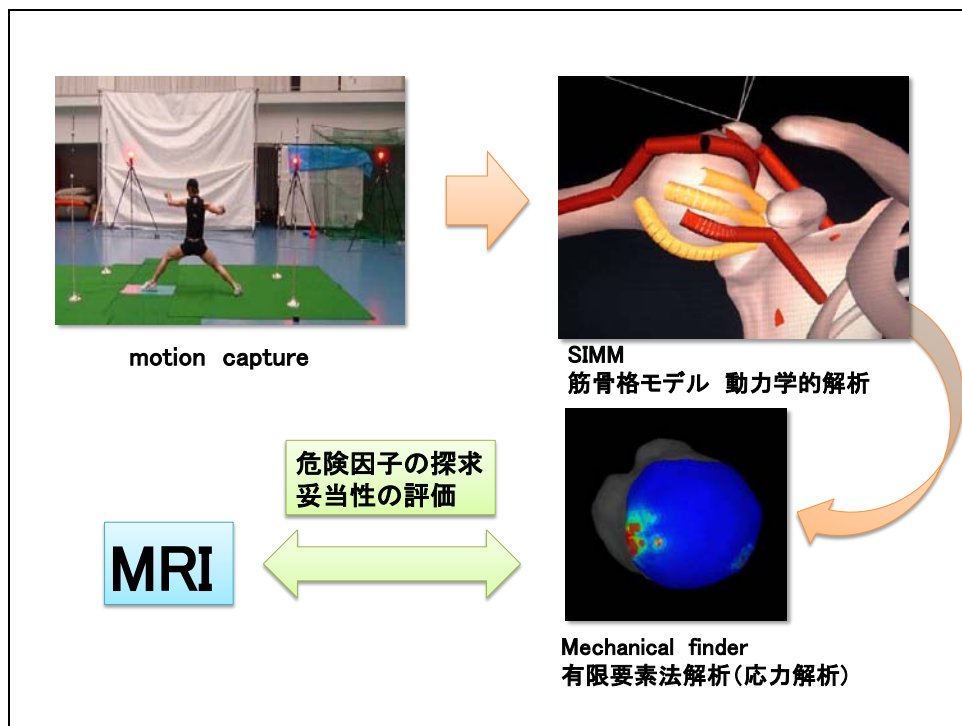 motion capture
SIMM
筋骨格モデル 動力学的解析
危険因子の探求
妥当性の評価
MRI
Mechanical finder
有限要素法解析(応力解析)